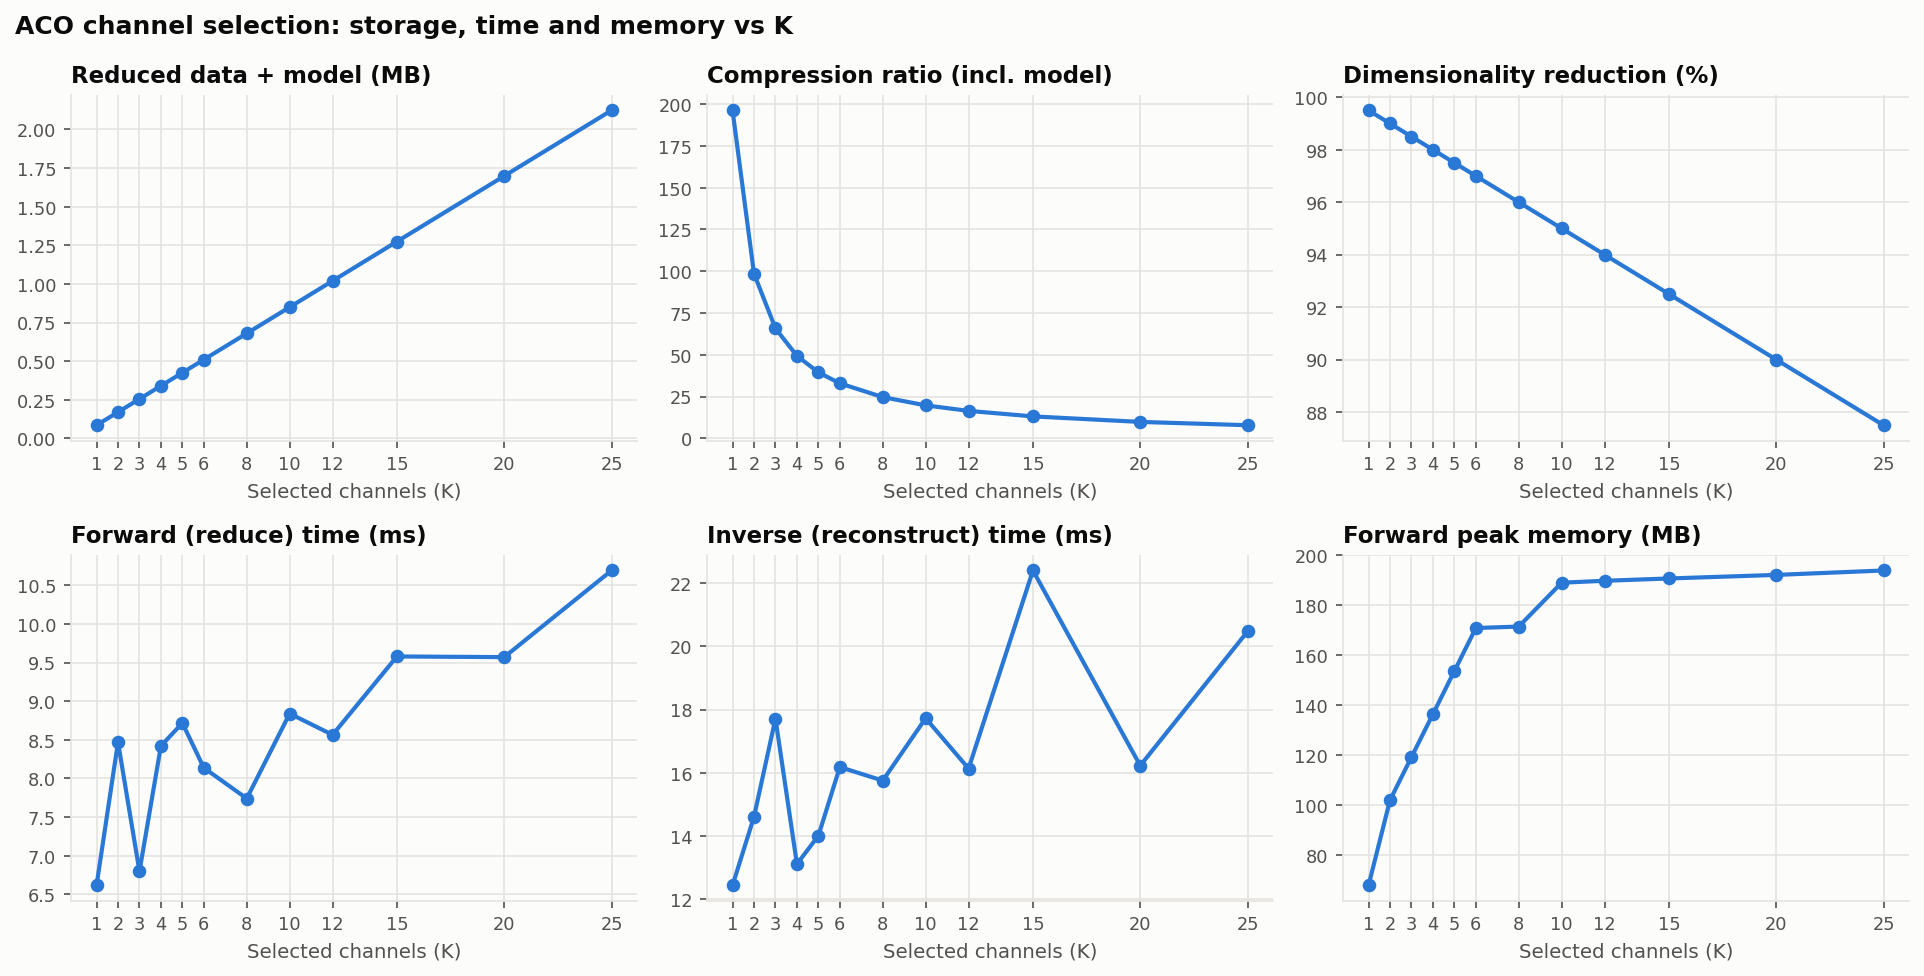 ACO channel selection: storage, time and memory vs K
Reduced data + model (MB)
2.00
1.75
1.50
1.25
1.00
0.75
0.50
0.25
0.00
1 2 3 4 5 6 8 10 12 15 20 25
Selected channels (K)
Compression ratio (incl. model)
200
175
150
125
100
75
50
25
0
1 2 3 4 5 6 8 10 12 15 20 25
Selected channels (K)
Dimensionality reduction (%)
100
98
96
94
92
90
88
1 2 3 4 5 6 8 10 12 15 20 25
Selected channels (K)
Forward (reduce) time (ms)
10.5
10.0
9.5
9.0
8.5
8.0
7.5
7.0
6.5
1 2 3 4 5 6 8 10 12 15 20 25
Selected channels (K)
Inverse (reconstruct) time (ms)
22
20
18
16
14
12
1 2 3 4 5 6 8 10 12 15 20 25
Selected channels (K)
Forward peak memory (MB)
200
180
160
140
120
100
80
1 2 3 4 5 6 8 10 12 15 20 25
Selected channels (K)